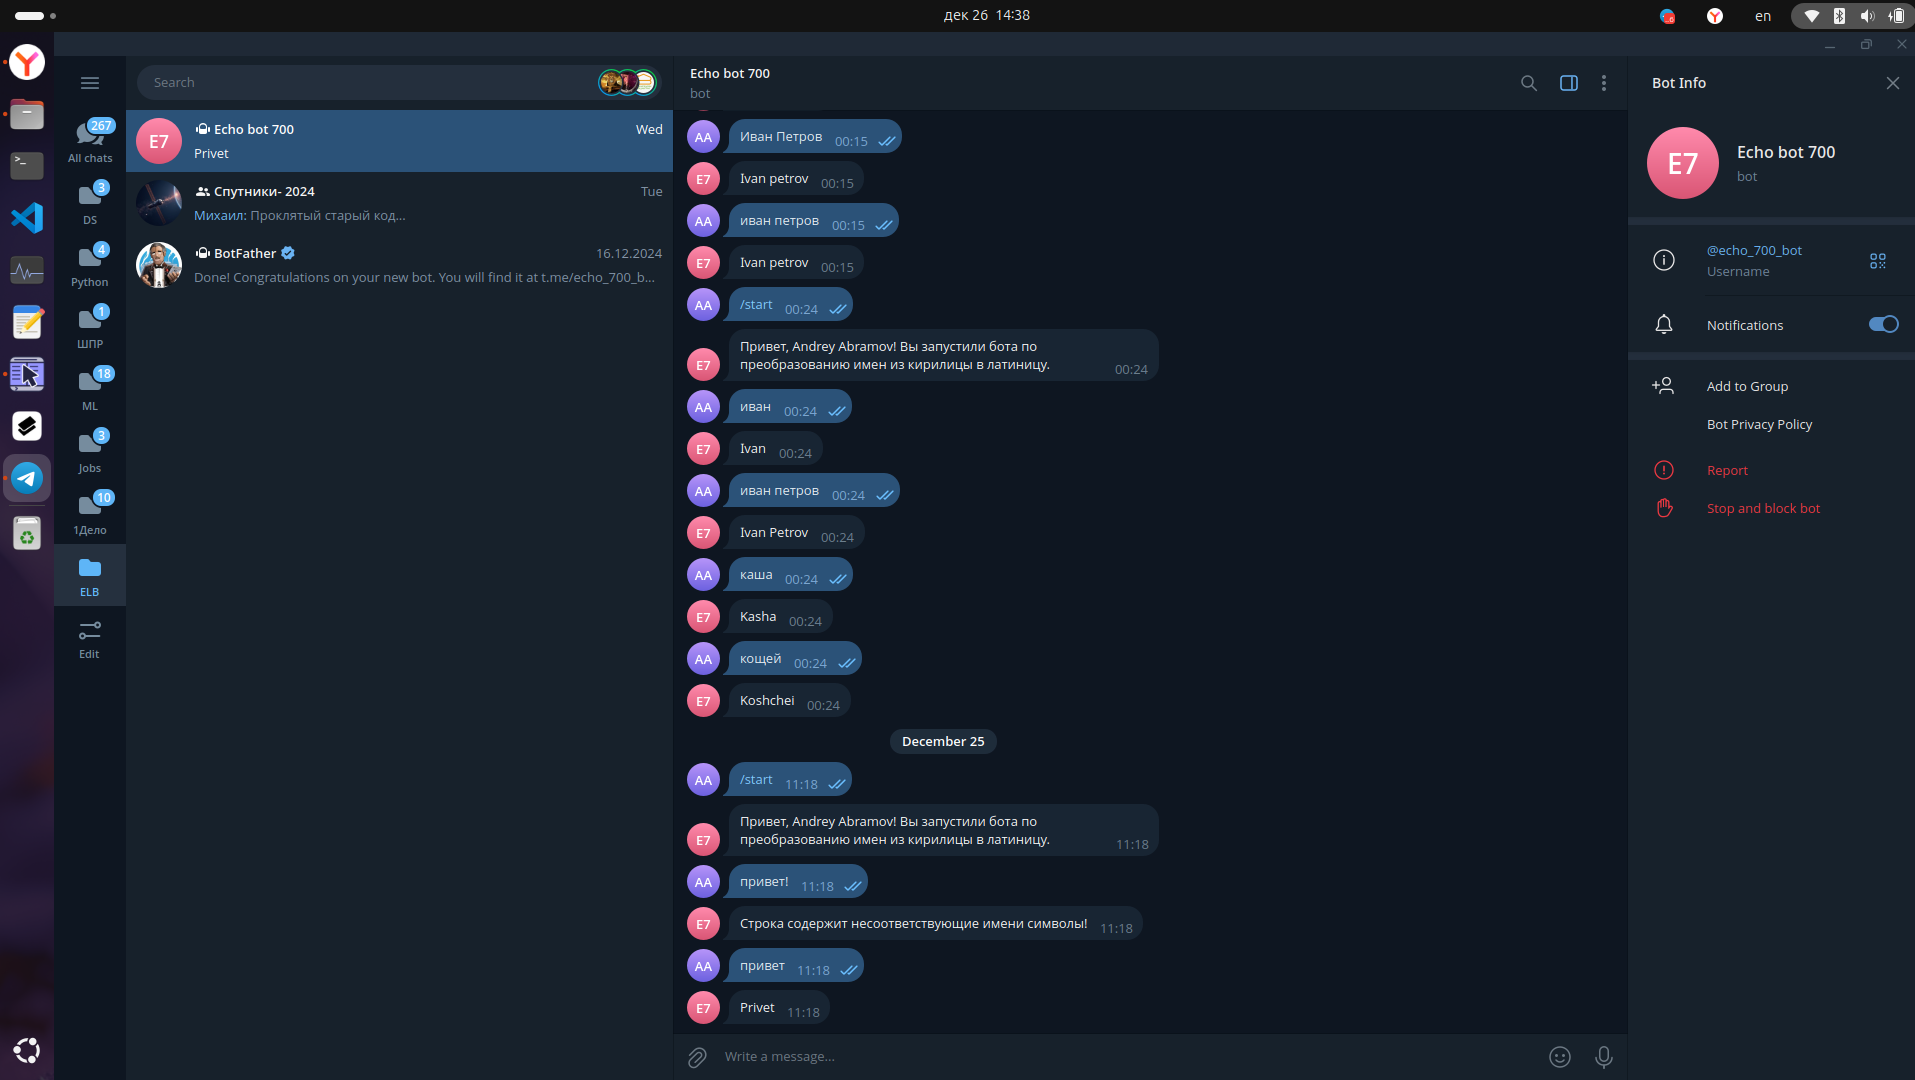 дек 26 14:38
en
267
All chats
3
DS
4
Python
1
ШПР
18
ML
3
Jobs
10
1Дело
ELB
Edit
Search
E7
Echo bot 700
Wed
Privet
Спутники- 2024
Tue
Михаил: Проклятый старый код...
BotFather
16.12.2024
Done! Congratulations on your new bot. You will find it at t.me/echo_700_b...
Echo bot 700
bot
AA
Иван Петров 00:15
E7
Ivan petrov 00:15
AA
иван петров 00:15
E7
Ivan petrov 00:15
AA
/start 00:24
Привет, Andrey Abramov! Вы запустили бота по
преобразованию имен из кирилицы в латиницу. 00:24
E7
AA
иван 00:24
E7
Ivan 00:24
AA
иван петров 00:24
E7
Ivan Petrov 00:24
AA
каша 00:24
E7
Kasha 00:24
AA
кощей 00:24
E7
Koshchei 00:24
December 25
AA
/start 11:18
Привет, Andrey Abramov! Вы запустили бота по
преобразованию имен из кирилицы в латиницу. 11:18
E7
AA
привет! 11:18
E7
Строка содержит несоответствующие имени символы! 11:18
AA
привет 11:18
E7
Privet 11:18
Write a message...
Bot Info
E7
Echo bot 700
bot
@echo_700_bot
Username
Notifications
Add to Group
Bot Privacy Policy
Report
Stop and block bot